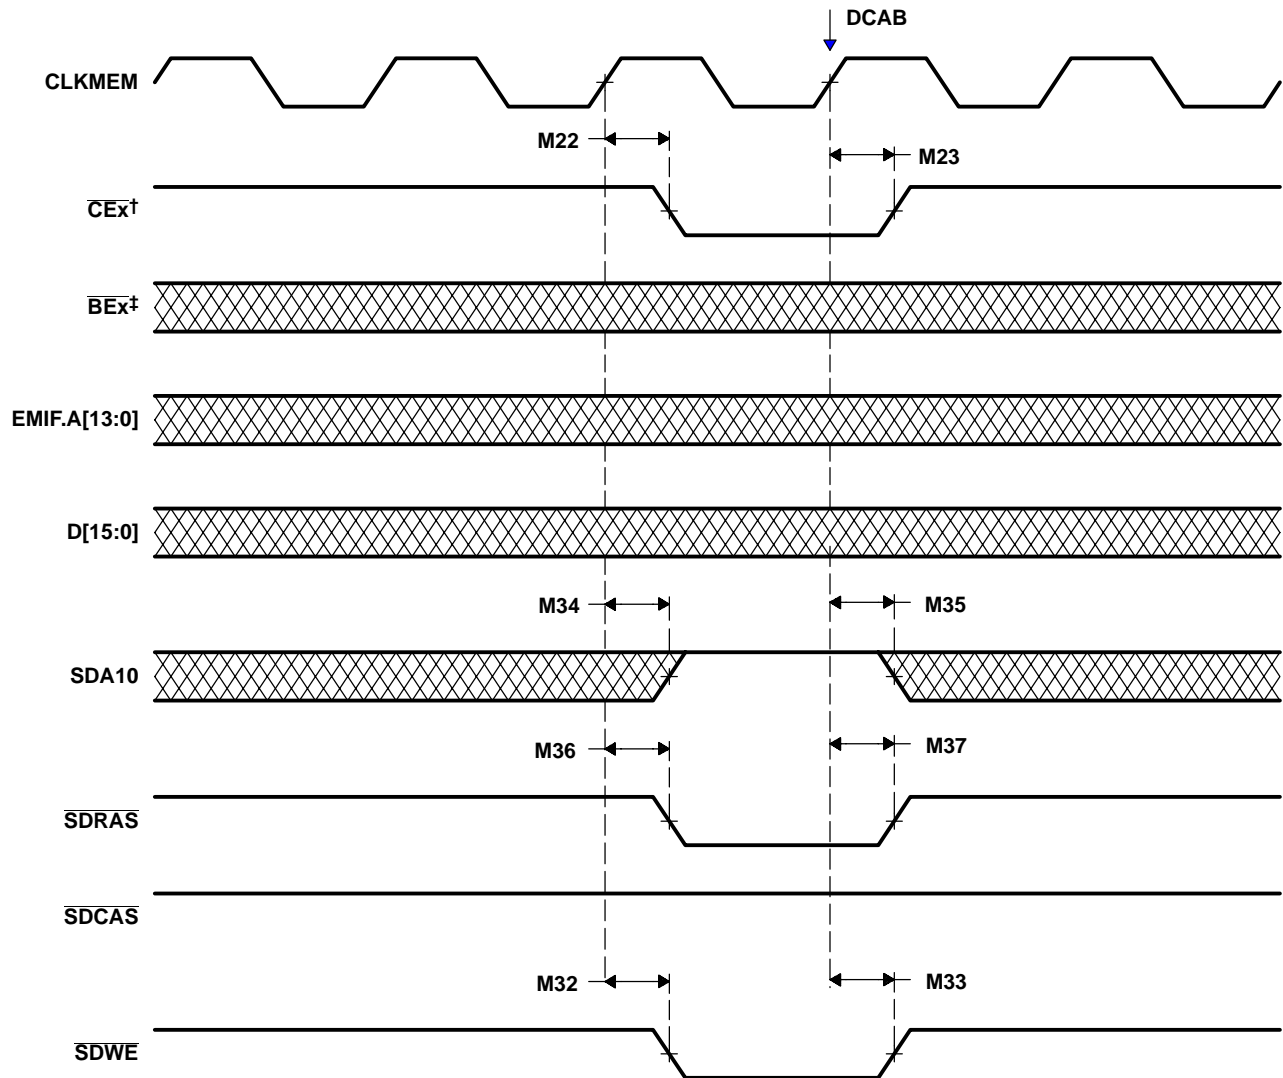 DCAB
CLKMEM
M22
M23
CEx†
BEx‡
EMIF.A[13:0]
D[15:0]
M34
M35
SDA10
M36
M37
SDRAS
SDCAS
M32
M33
SDWE